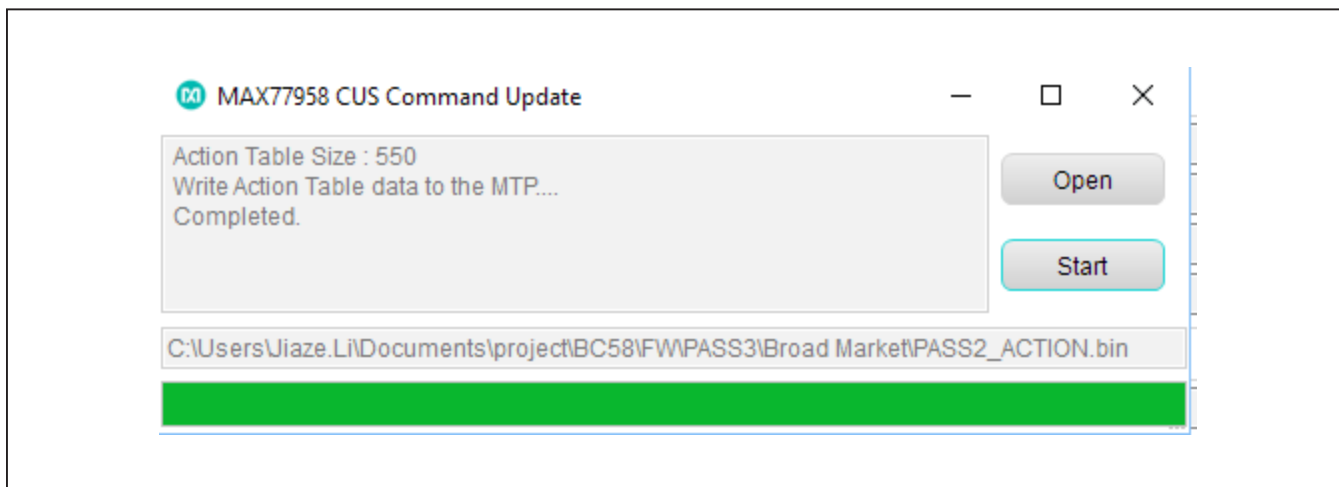 MAX77958 CUS Command Update
Action Table Size : 550
Write Action Table data to the MTP....
Completed.
Open
Start
C:\Users\Jiaze.Li\Documents\project\BC58\FW\PASS3\Broad Market\PASS2_ACTION.bin